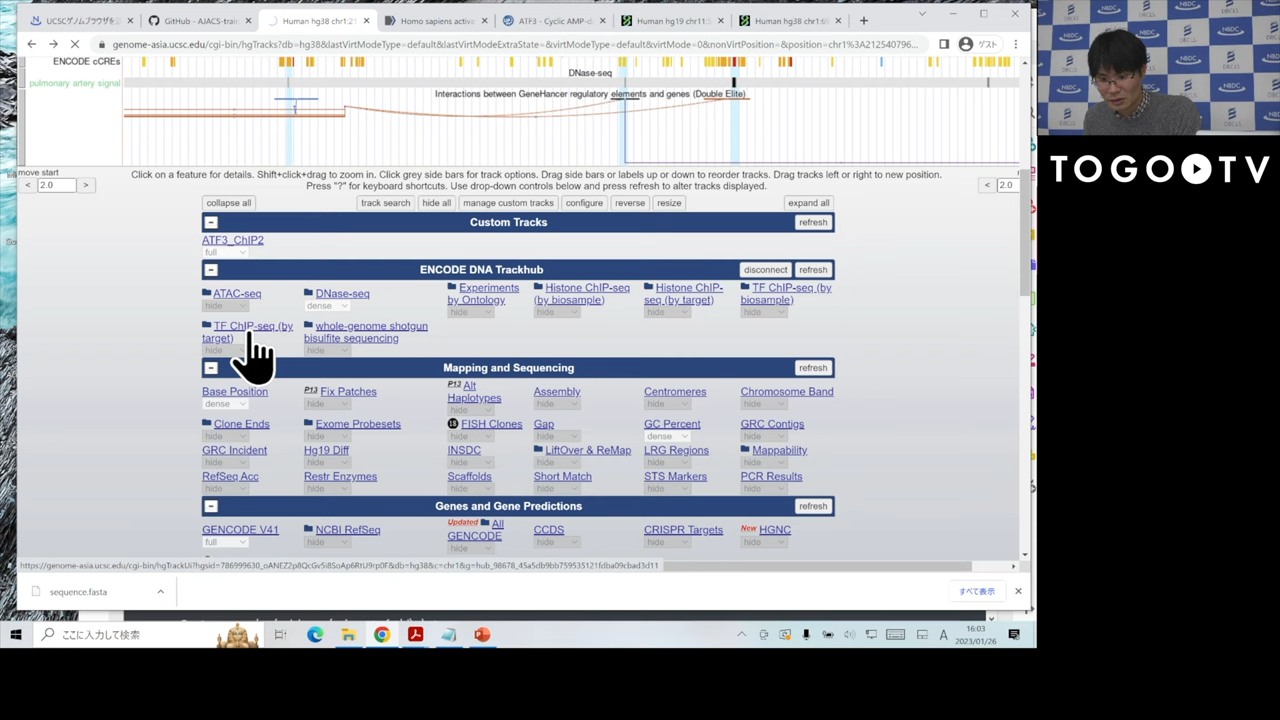 UCSCゲノムブラウザを活
GitHub - AJACS-train
Human hg38 chr1:21
Homo sapiens activa
ATF3 - Cyclic AMP-d
Human hg19 chr11:5
Human hg38 chr1:6
genome-asia.ucsc.edu/cgi-bin/hgTracks?db=hg38&lastVirtModeType=default&lastVirtModeExtraState=&virtModeType=default&virtMode=0&nonVirtPosition=&position=chr1%3A212540796...
ゲスト
ENCODE cCREs
DNase-seq
pulmonary artery signal
Interactions between GeneHancer regulatory elements and genes (Double Elite)
move start
Click on a feature for details. Shift+click+drag to zoom in. Click grey side bars for track options. Drag side bars or labels up or down to reorder tracks. Drag tracks left or right to new position.
< 2.0 >
Press "?" for keyboard shortcuts. Use drop-down controls below and press refresh to alter tracks displayed.
< 2.0
collapse all
track search
hide all
manage custom tracks
configure
reverse
resize
expand all
Custom Tracks
refresh
ATF3_ChIP2
full
ENCODE DNA Trackhub
disconnect
refresh
ATAC-seq
hide
DNase-seq
dense
Experiments by Ontology
hide
Histone ChIP-seq (by biosample)
hide
Histone ChIP-seq (by target)
hide
TF ChIP-seq (by biosample)
hide
TF ChIP-seq (by target)
hide
whole-genome shotgun bisulfite sequencing
hide
Mapping and Sequencing
refresh
Base Position
dense
P13 Fix Patches
hide
P13 Alt Haplotypes
hide
Assembly
hide
Centromeres
hide
Chromosome Band
hide
Clone Ends
hide
Exome Probesets
hide
FISH Clones
hide
Gap
hide
GC Percent
dense
GRC Contigs
hide
GRC Incident
hide
Hg19 Diff
hide
INSDC
hide
LiftOver & ReMap
hide
LRG Regions
hide
Mappability
hide
RefSeq Acc
hide
Restr Enzymes
hide
Scaffolds
hide
Short Match
hide
STS Markers
hide
PCR Results
hide
Genes and Gene Predictions
refresh
GENCODE V41
full
NCBI RefSeq
hide
Updated All GENCODE
hide
CCDS
hide
CRISPR Targets
hide
New HGNC
hide
sequence.fasta
すべて表示
ここに入力して検索
A
16:03
2023/01/26
NBDC
DBCLS
TOGO TV